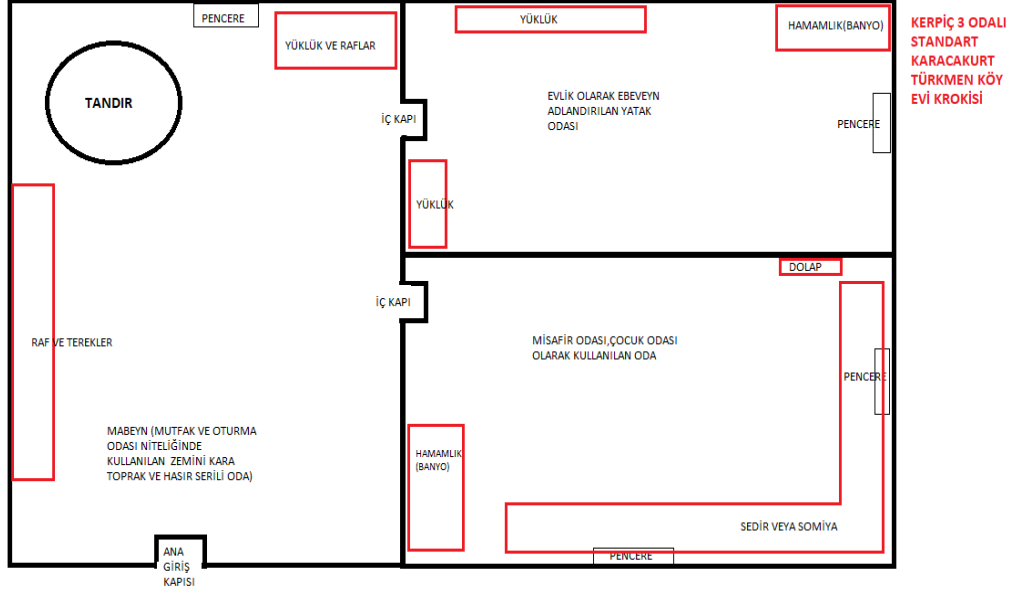 PENCERE
YÜKLÜK VE RAFLAR
TANDIR
RAF VE TEREKLER
MABEYN (MUTFAK VE OTURMA
ODASI NİTELİĞİNDE
KULLANILAN ZEMİNİ KARA
TOPRAK VE HASIR SERİLİ ODA)
ANA
GİRİŞ
KAPISI
İÇ KAPI
İÇ KAPI
YÜKLÜK
HAMAMLIK(BANYO)
EVLİK OLARAK EBEVEYN
ADLANDIRILAN YATAK
ODASI
PENCERE
YÜKLÜK
DOLAP
MİSAFİR ODASI,ÇOCUK ODASI
OLARAK KULLANILAN ODA
PENCERE
HAMAMLIK
(BANYO)
SEDİR VEYA SOMİYA
PENCERE
KERPİÇ 3 ODALI
STANDART
KARACAKURT
TÜRKMEN KÖY
EVİ KROKİSİ